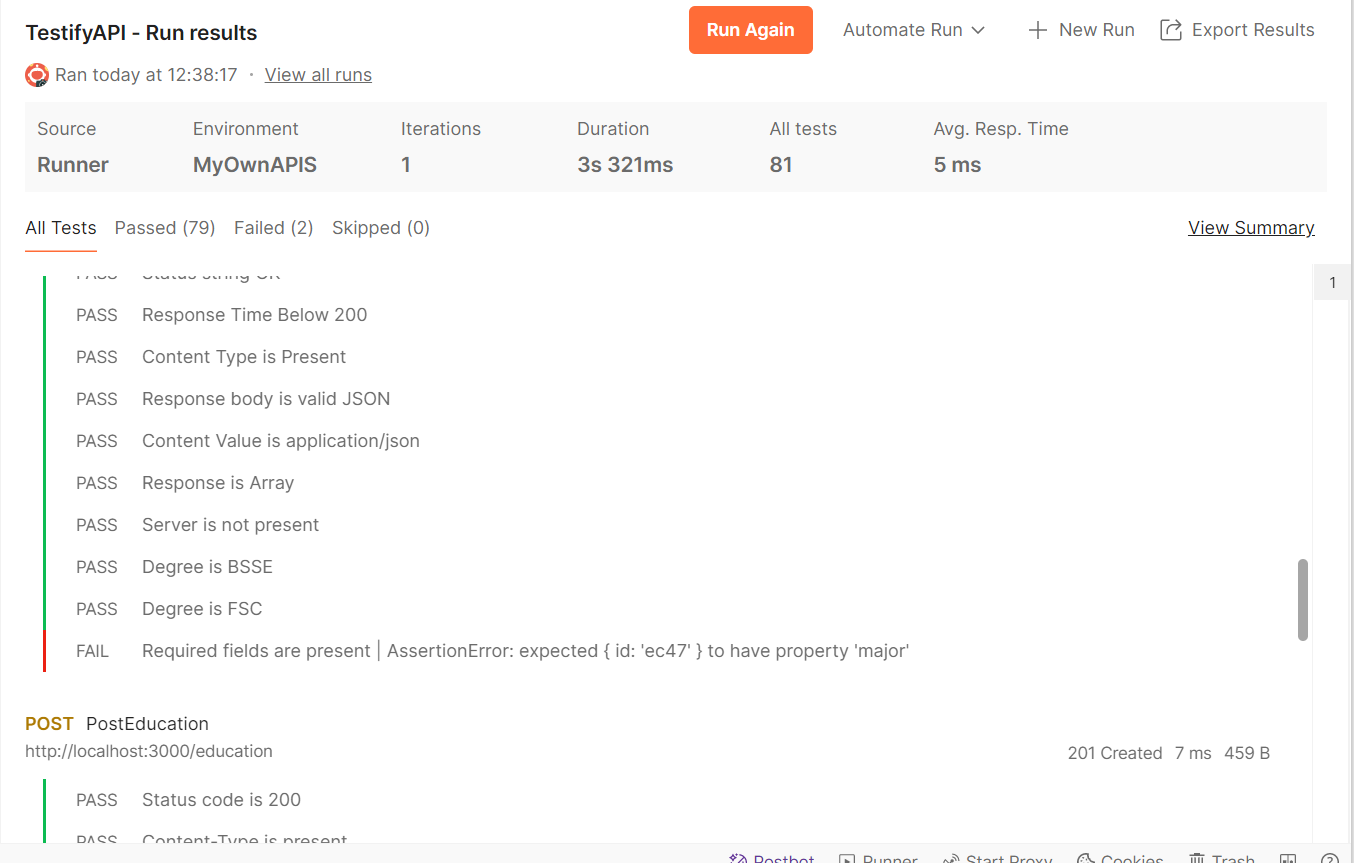 TestifyAPI - Run results
Run Again
Automate Run
New Run
Export Results
Ran today at 12:38:17 · View all runs
Source Environment Iterations Duration All tests Avg. Resp. Time
Runner MyOwnAPIS 1 3s 321ms 81 5 ms
All Tests Passed (79) Failed (2) Skipped (0) View Summary
PASS Status string OK
1
PASS Response Time Below 200
PASS Content Type is Present
PASS Response body is valid JSON
PASS Content Value is application/json
PASS Response is Array
PASS Server is not present
PASS Degree is BSSE
PASS Degree is FSC
FAIL Required fields are present | AssertionError: expected { id: 'ec47' } to have property 'major'
POST PostEducation
http://localhost:3000/education 201 Created 7 ms 459 B
PASS Status code is 200
PASS Content-Type is present
Postbot Runner Start Proxy Cookies Trash